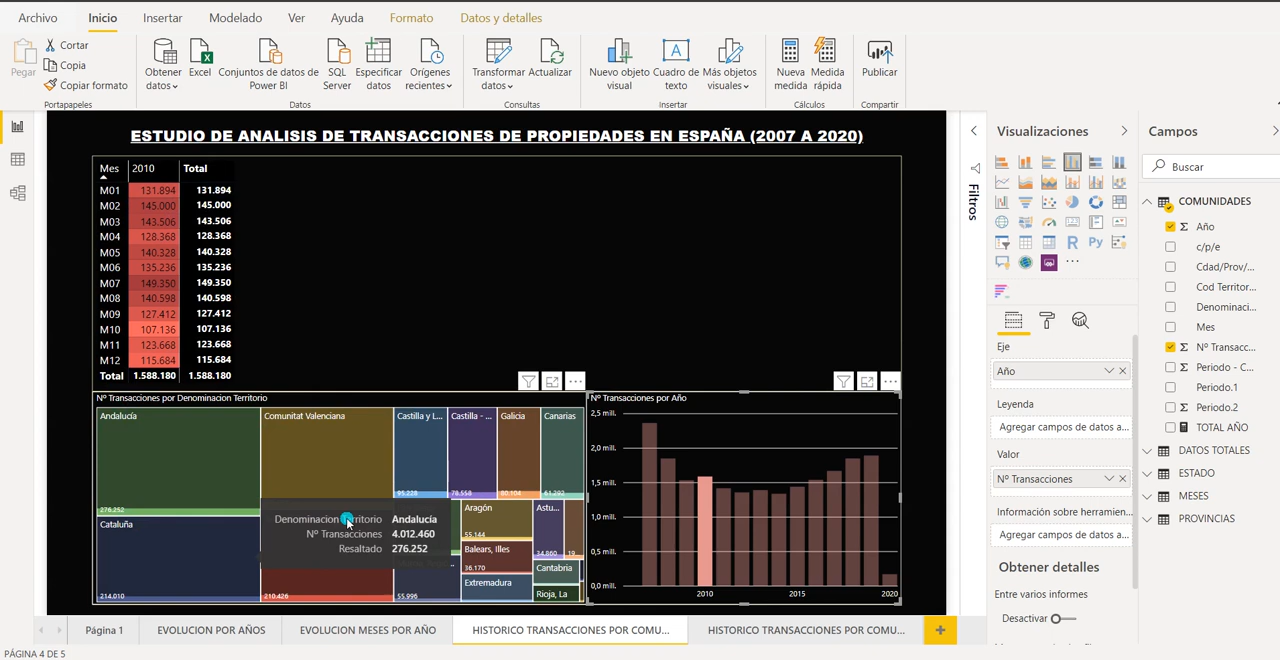 Archivo Inicio Insertar Modelado Ver Ayuda Formato Datos y detalles
Pegar
Cortar
Copia
Copiar formato
Portapapeles
Obtener datos
Excel
Conjuntos de datos de Power BI
SQL Server
Especificar datos
Orígenes recientes
Datos
Transformar datos
Actualizar
Consultas
Nuevo objeto visual
Cuadro de texto
Más objetos visuales
Insertar
Nueva medida
Medida rápida
Cálculos
Publicar
Compartir
ESTUDIO DE ANALISIS DE TRANSACCIONES DE PROPIEDADES EN ESPAÑA (2007 A 2020)
Mes 2010 Total
M01 131.894 131.894
M02 145.000 145.000
M03 143.506 143.506
M04 128.368 128.368
M05 140.328 140.328
M06 135.236 135.236
M07 149.350 149.350
M08 140.598 140.598
M09 127.412 127.412
M10 107.136 107.136
M11 123.668 123.668
M12 115.684 115.684
Total 1.588.180 1.588.180
Nº Transacciones por Denominacion Territorio
Andalucía
276.252
Cataluña
214.010
Comunitat Valenciana
210.426
Castilla y L...
95.228
Castilla - ...
78.558
Galicia
80.104
Canarias
61.292
55.996
Aragón
55.144
Balears, Illes
36.170
Extremadura
Astu...
34.860
19
Cantabria
Rioja, La
Denominacion Territorio Andalucía
Nº Transacciones 4.012.460
Resaltado 276.252
Nº Transacciones por Año
2,5 mill.
2,0 mill.
1,5 mill.
1,0 mill.
0,5 mill.
0,0 mill.
2010 2015 2020
Filtros
Visualizaciones
R Py
Eje
Año
Leyenda
Agregar campos de datos a...
Valor
Nº Transacciones
Información sobre herramien...
Agregar campos de datos a...
Obtener detalles
Entre varios informes
Desactivar
Campos
Buscar
COMUNIDADES
Año
c/p/e
Cdad/Prov/...
Cod Territor...
Denominaci...
Mes
Nº Transacc...
Periodo - C...
Periodo.1
Periodo.2
TOTAL AÑO
DATOS TOTALES
ESTADO
MESES
PROVINCIAS
Página 1 EVOLUCION POR AÑOS EVOLUCION MESES POR AÑO HISTORICO TRANSACCIONES POR COMU... HISTORICO TRANSACCIONES POR COMU...
PÁGINA 4 DE 5